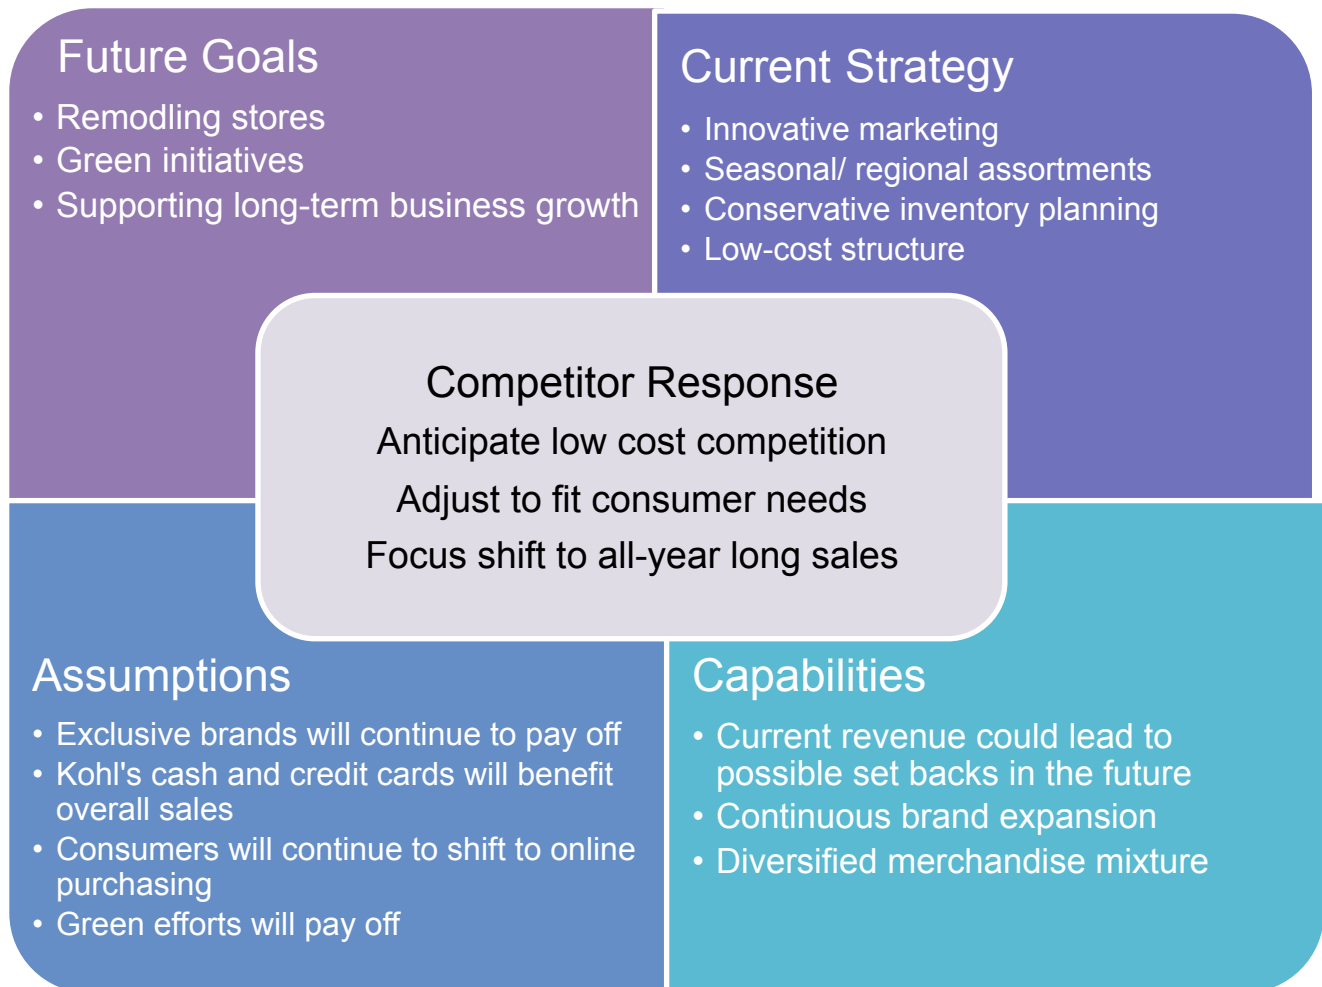 Future Goals
• Remodling stores
• Green initiatives
• Supporting long-term business growth
Current Strategy
• Innovative marketing
• Seasonal/ regional assortments
• Conservative inventory planning
• Low-cost structure
Competitor Response
Anticipate low cost competition
Adjust to fit consumer needs
Focus shift to all-year long sales
Assumptions
• Exclusive brands will continue to pay off
• Kohl's cash and credit cards will benefit
overall sales
• Consumers will continue to shift to online
purchasing
• Green efforts will pay off
Capabilities
• Current revenue could lead to
possible set backs in the future
• Continuous brand expansion
• Diversified merchandise mixture